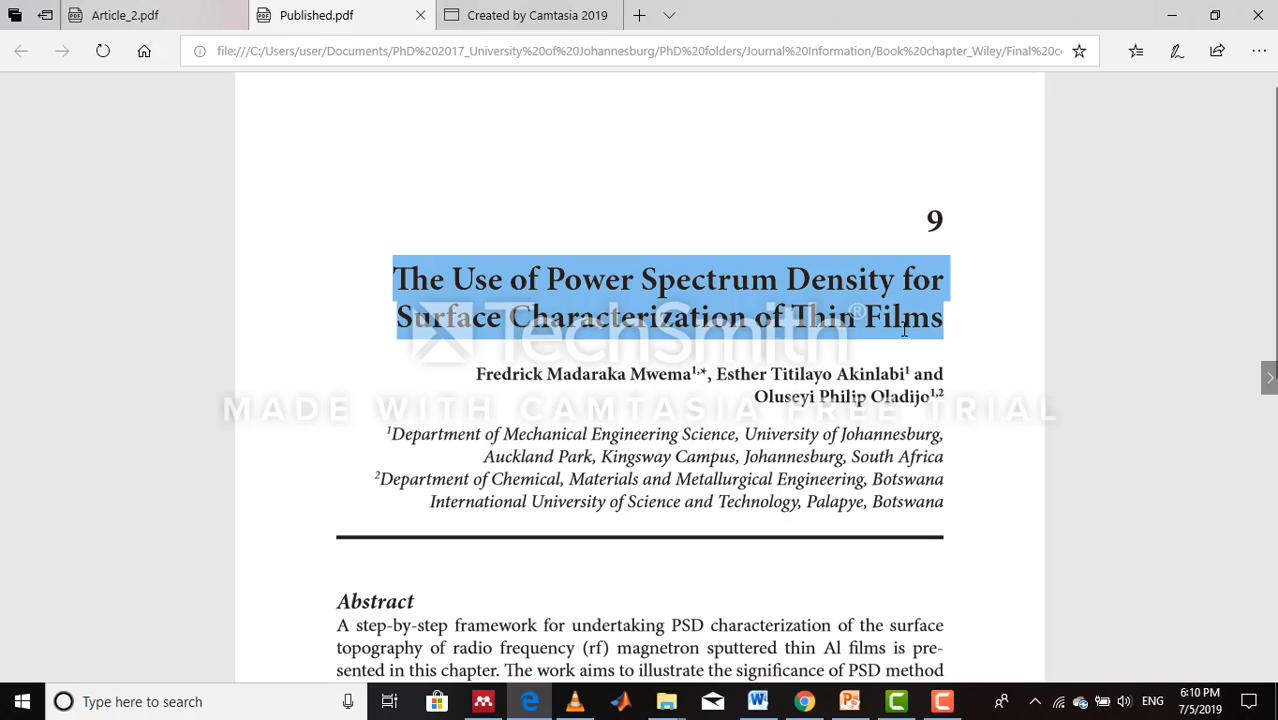 Article_2.pdf
Published.pdf
Created by Camtasia 2019
file:///C:/Users/user/Documents/PhD%202017_University%20of%20Johannesburg/PhD%20folders/Journal%20Information/Book%20chapter_Wiley/Final%20c
9
The Use of Power Spectrum Density for
Surface Characterization of Thin Films
TechSmith®
Fredrick Madaraka Mwema¹,*, Esther Titilayo Akinlabi¹ and
Oluseyi Philip Oladijo¹,²
MADE WITH CAMTASIA FREE TRIAL
¹Department of Mechanical Engineering Science, University of Johannesburg,
Auckland Park, Kingsway Campus, Johannesburg, South Africa
²Department of Chemical, Materials and Metallurgical Engineering, Botswana
International University of Science and Technology, Palapye, Botswana
Abstract
A step-by-step framework for undertaking PSD characterization of the surface
topography of radio frequency (rf) magnetron sputtered thin Al films is pre-
sented in this chapter. The work aims to illustrate the significance of PSD method
Type here to search
ENG
6:10 PM
7/5/2019